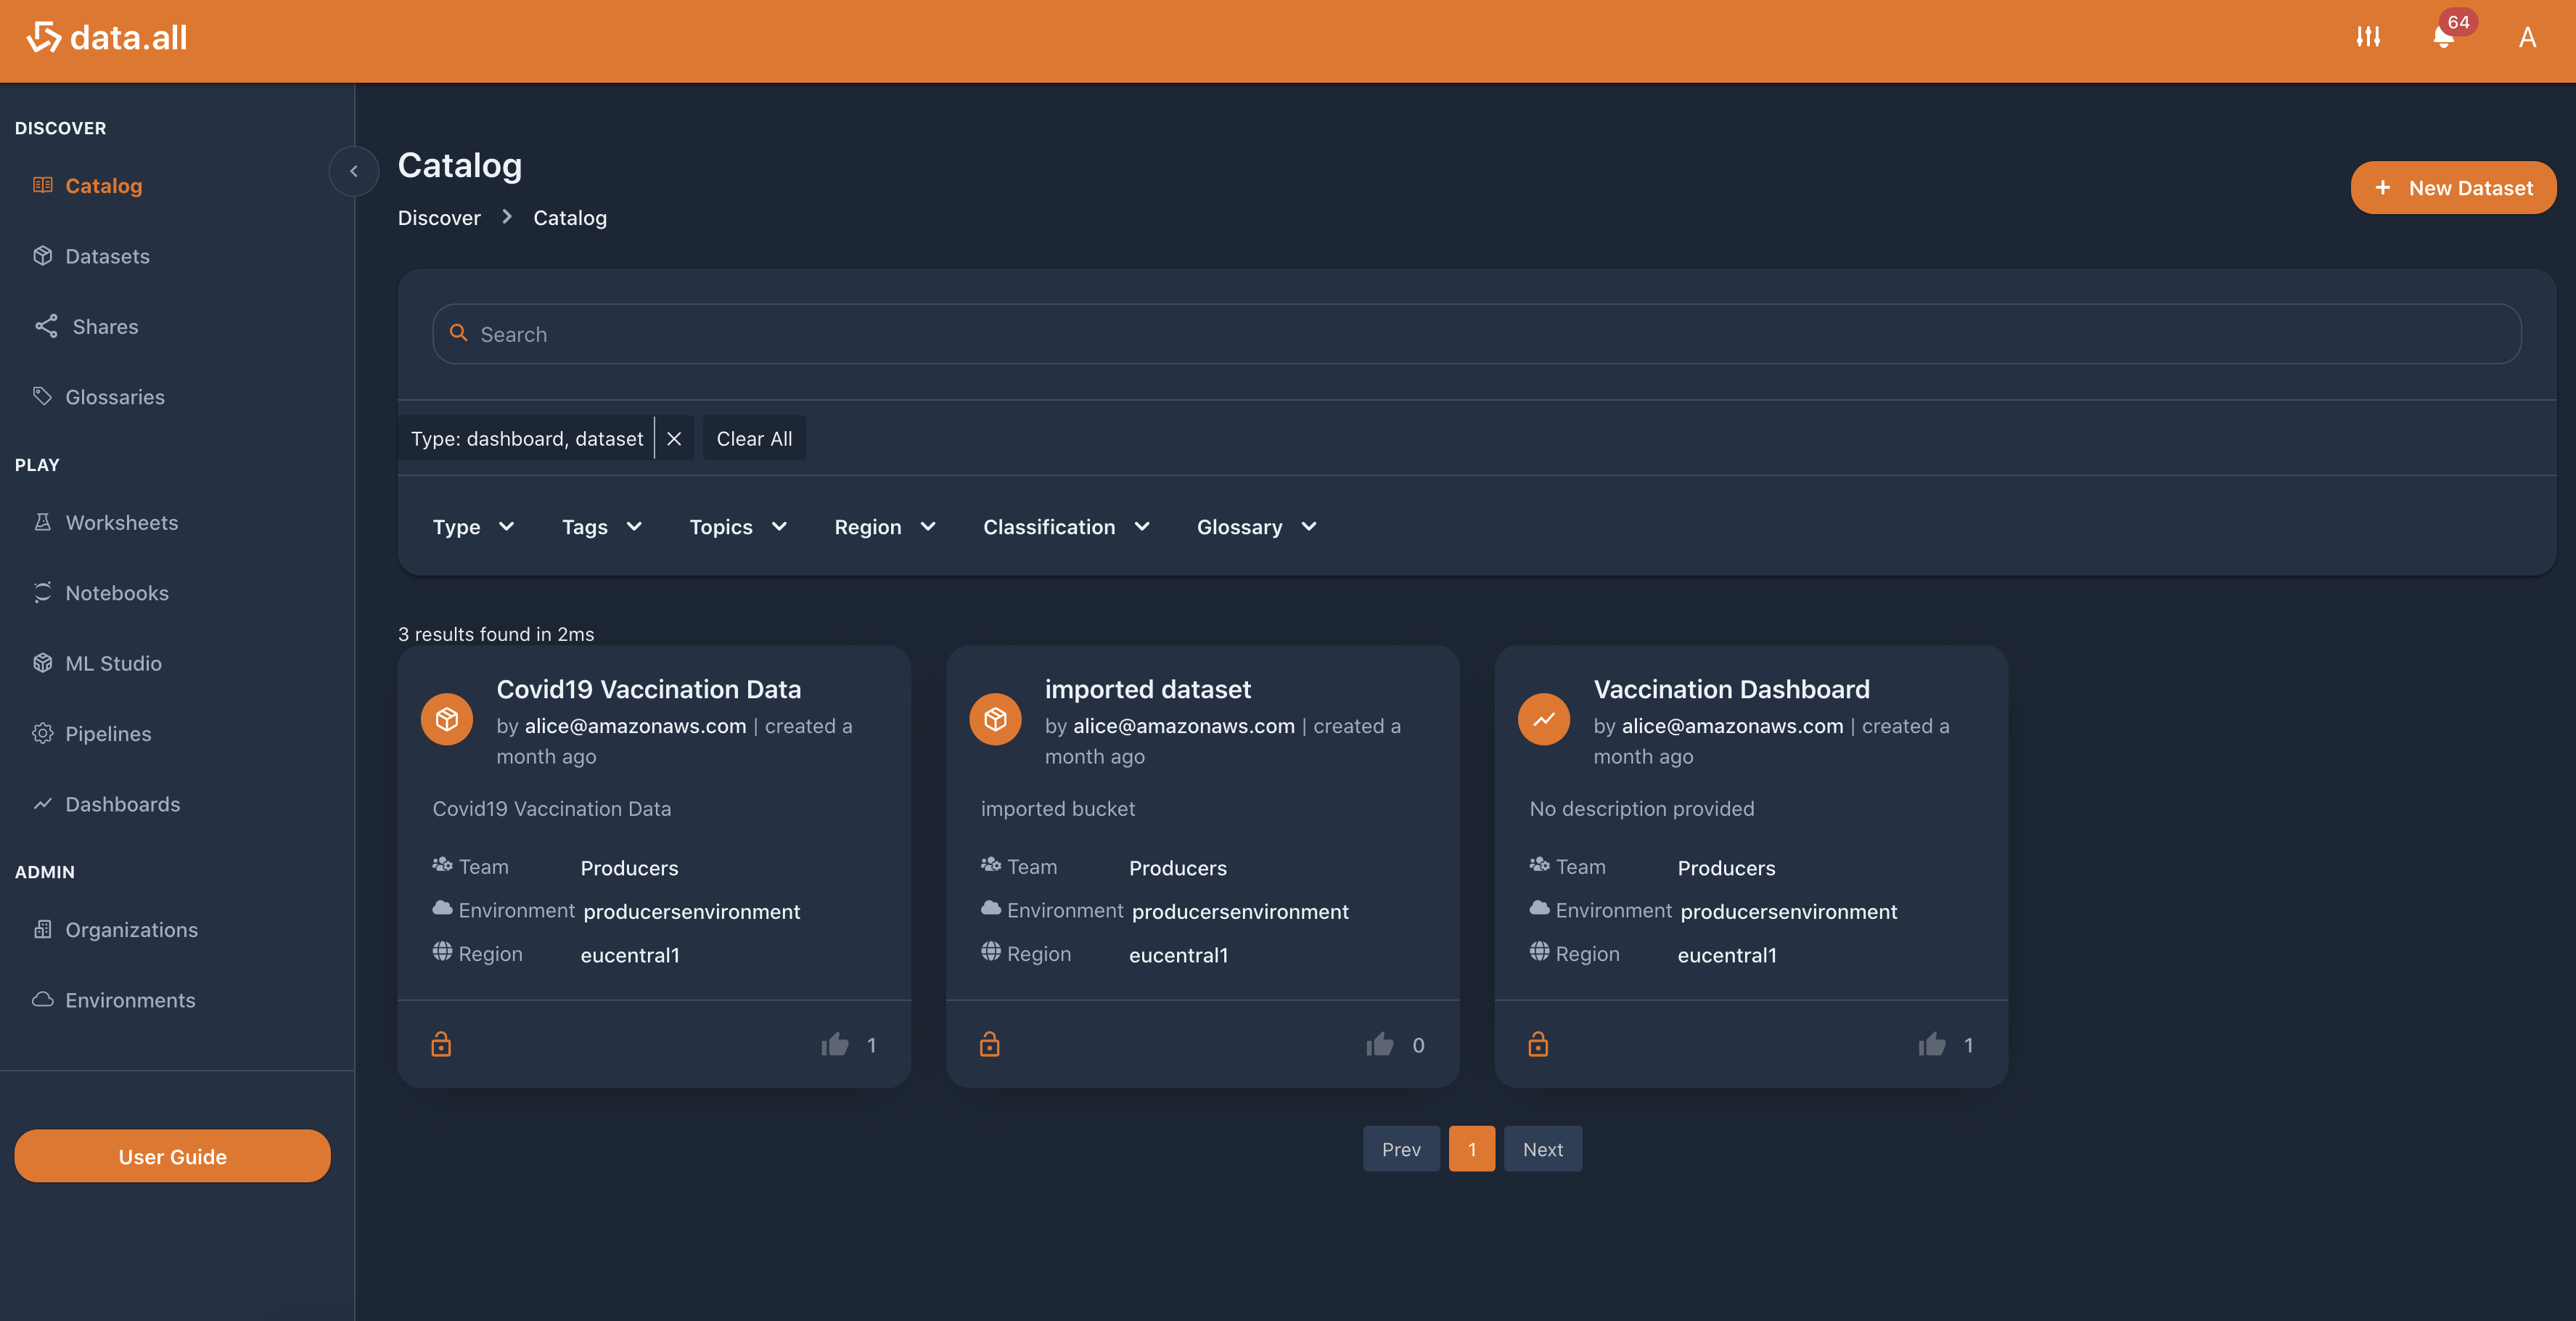 data.all
64
A
DISCOVER
Catalog
Datasets
Shares
Glossaries
PLAY
Worksheets
Notebooks
ML Studio
Pipelines
Dashboards
ADMIN
Organizations
Environments
User Guide
Catalog
Discover
Catalog
New Dataset
Search
Type: dashboard, dataset
Clear All
Type
Tags
Topics
Region
Classification
Glossary
3 results found in 2ms
Covid19 Vaccination Data
by alice@amazonaws.com | created a
month ago
Covid19 Vaccination Data
Team Producers
Environment producersenvironment
Region eucentral1
1
imported dataset
by alice@amazonaws.com | created a
month ago
imported bucket
Team Producers
Environment producersenvironment
Region eucentral1
0
Vaccination Dashboard
by alice@amazonaws.com | created a
month ago
No description provided
Team Producers
Environment producersenvironment
Region eucentral1
1
Prev 1 Next